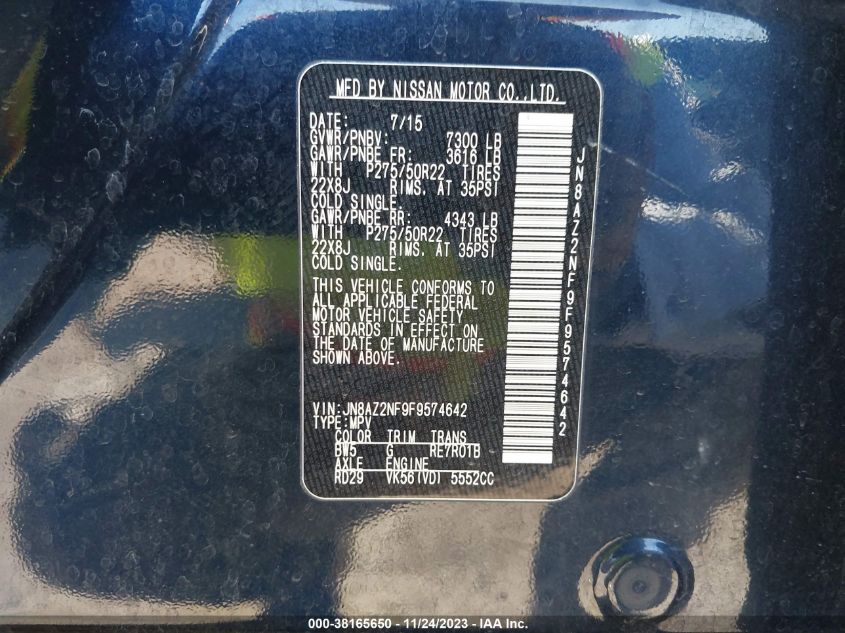 MFD BY NISSAN MOTOR CO.,LTD.
DATE: 7/15
GVWR/PNBV: 7300 LB
GAWR/PNBE FR: 3616 LB
WITH P275/50R22 TIRES
22X8J RIMS. AT 35PSI
COLD SINGLE.
GAWR/PNBE RR: 4343 LB
WITH P275/50R22 TIRES
22X8J RIMS. AT 35PSI
COLD SINGLE.
THIS VEHICLE CONFORMS TO
ALL APPLICABLE FEDERAL
MOTOR VEHICLE SAFETY
STANDARDS IN EFFECT ON
THE DATE OF MANUFACTURE
SHOWN ABOVE.
VIN:JN8AZ2NF9F9574642
TYPE:MPV
COLOR TRIM TRANS
BW5 G RE7R01B
AXLE ENGINE
RD29 VK56(VD) 5552CC
JN8AZ2NF9F9574642
000-38165650 - 11/24/2023 - IAA Inc.